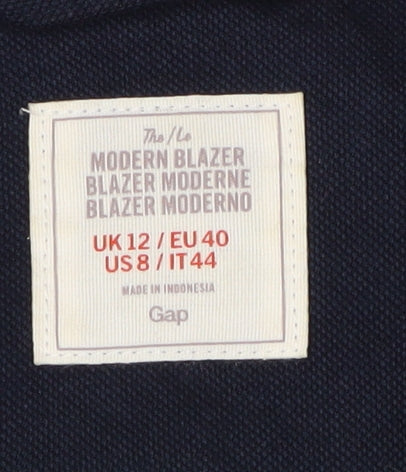 The / Le
MODERN BLAZER
BLAZER MODERNE
BLAZER MODERNO
UK 12 / EU 40
US 8 / IT 44
MADE IN INDONESIA
Gap